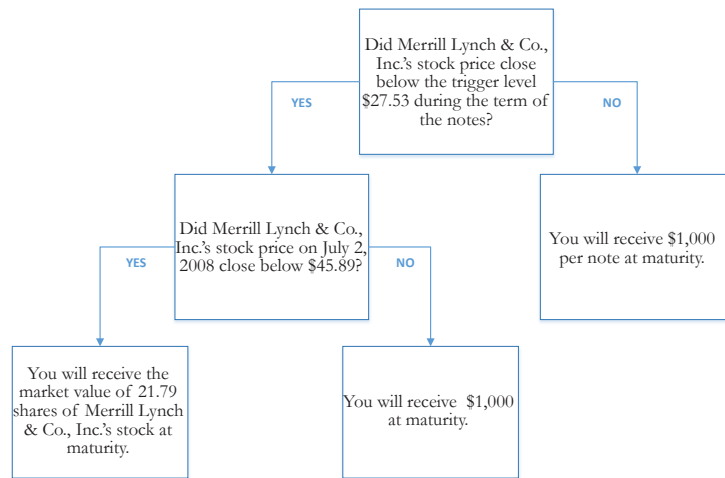 Did Merrill Lynch & Co.,
Inc.'s stock price close
below the trigger level
$27.53 during the term of
the notes?
YES
NO
Did Merrill Lynch & Co.,
Inc.'s stock price on July 2,
2008 close below $45.89?
You will receive $1,000
per note at maturity.
YES
NO
You will receive the
market value of 21.79
shares of Merrill Lynch
& Co., Inc.'s stock at
maturity.
You will receive $1,000
at maturity.